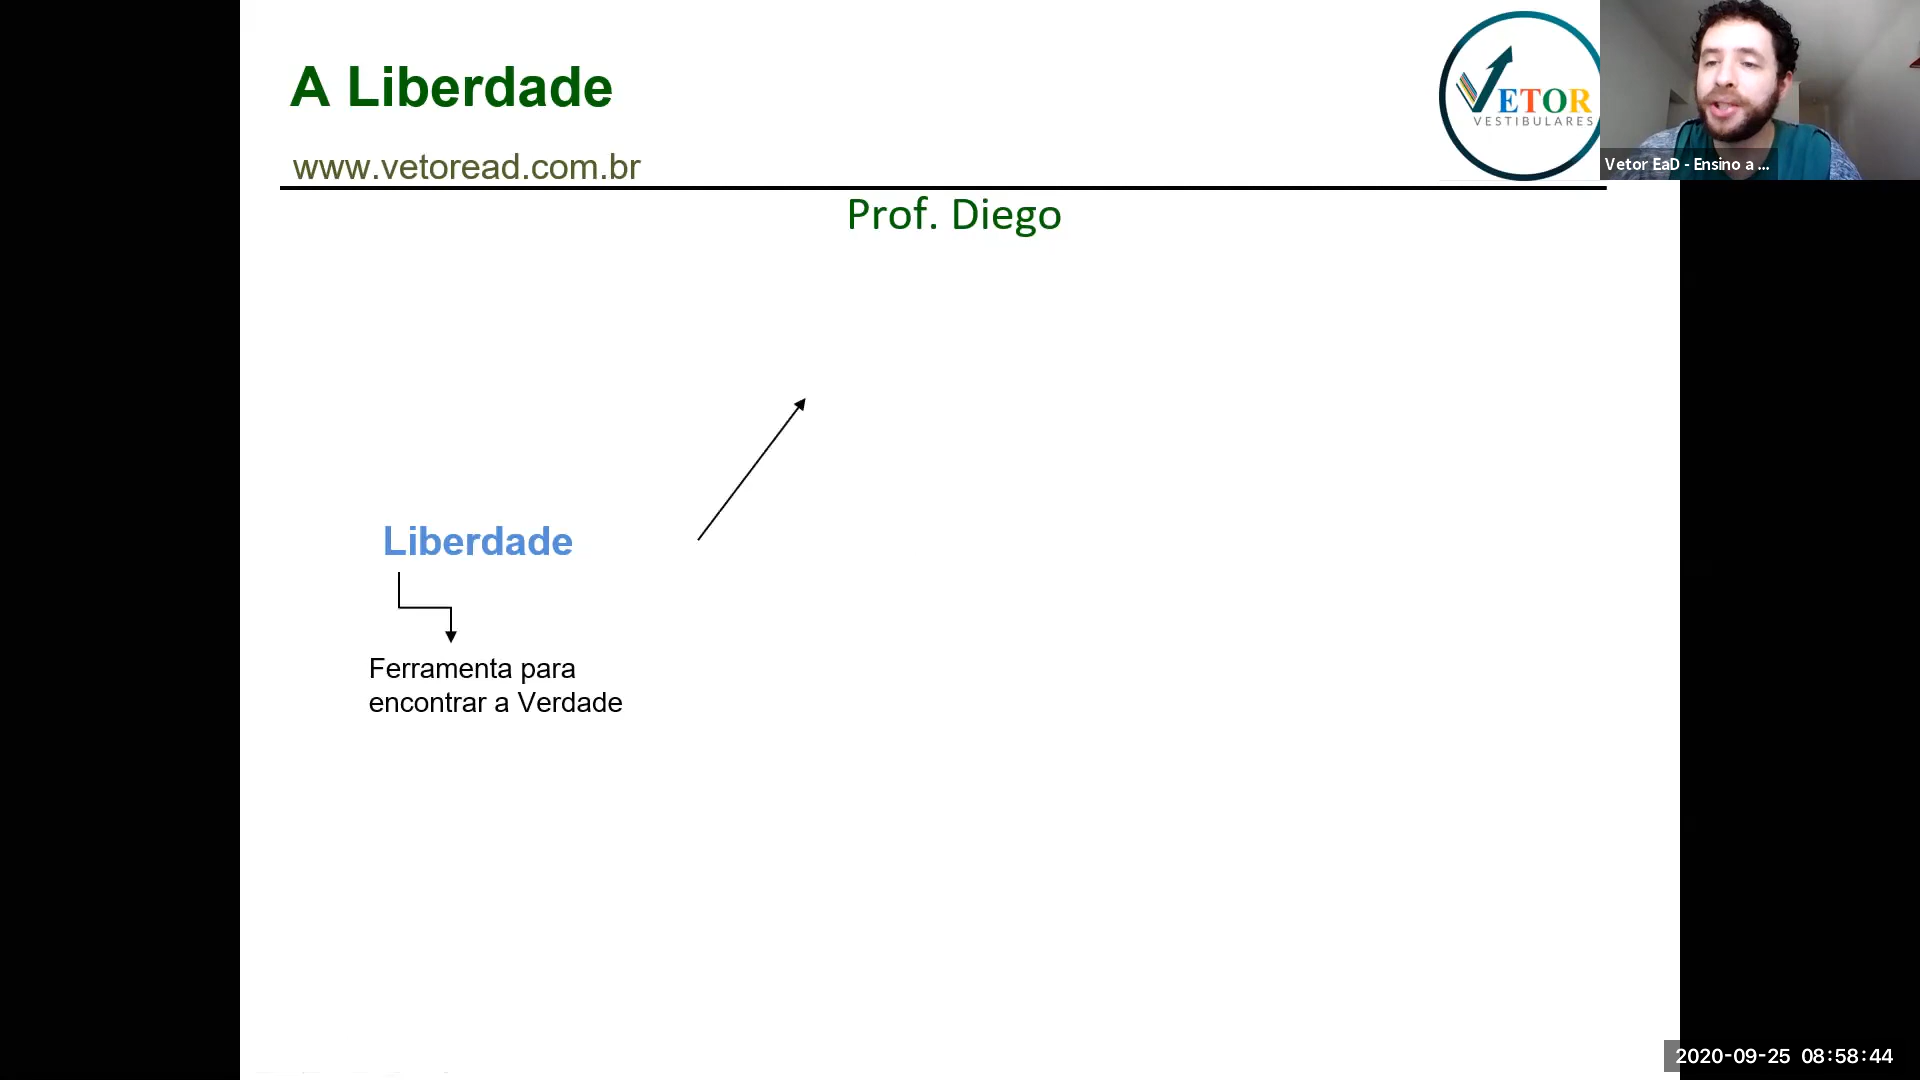 A Liberdade
www.vetoread.com.br
VETOR
VESTIBULARES
Vetor EaD - Ensino a ...
Prof. Diego
Liberdade
Ferramenta para
encontrar a Verdade
2020-09-25 08:58:44